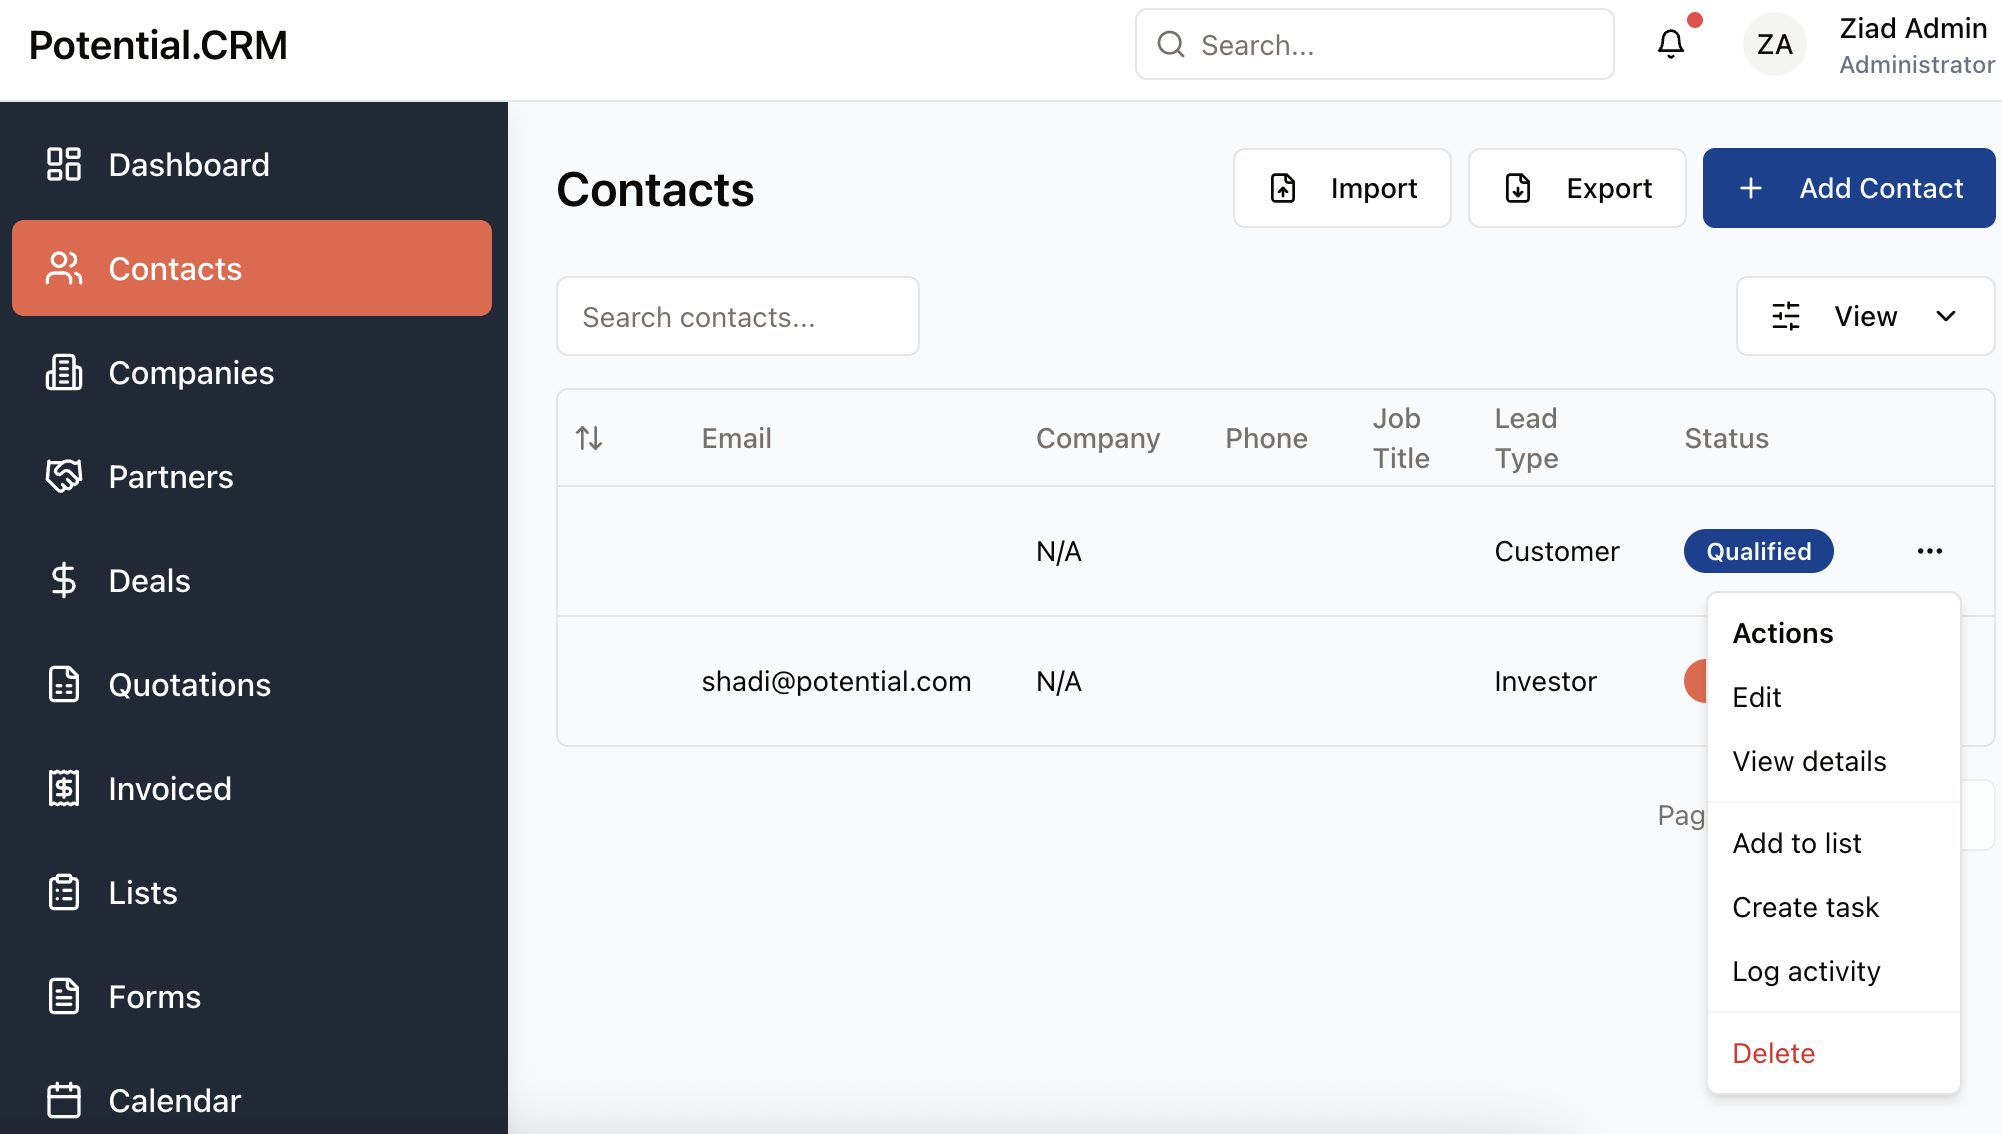 Potential.CRM
Search...
ZA
Ziad Admin
Administrator
Dashboard
Contacts
Companies
Partners
Deals
Quotations
Invoiced
Lists
Forms
Calendar
Contacts
Import
Export
+ Add Contact
Search contacts...
View
Email
Company
Phone
Job Title
Lead Type
Status
N/A
Customer
Qualified
...
shadi@potential.com
N/A
Investor
Pag
Actions
Edit
View details
Add to list
Create task
Log activity
Delete